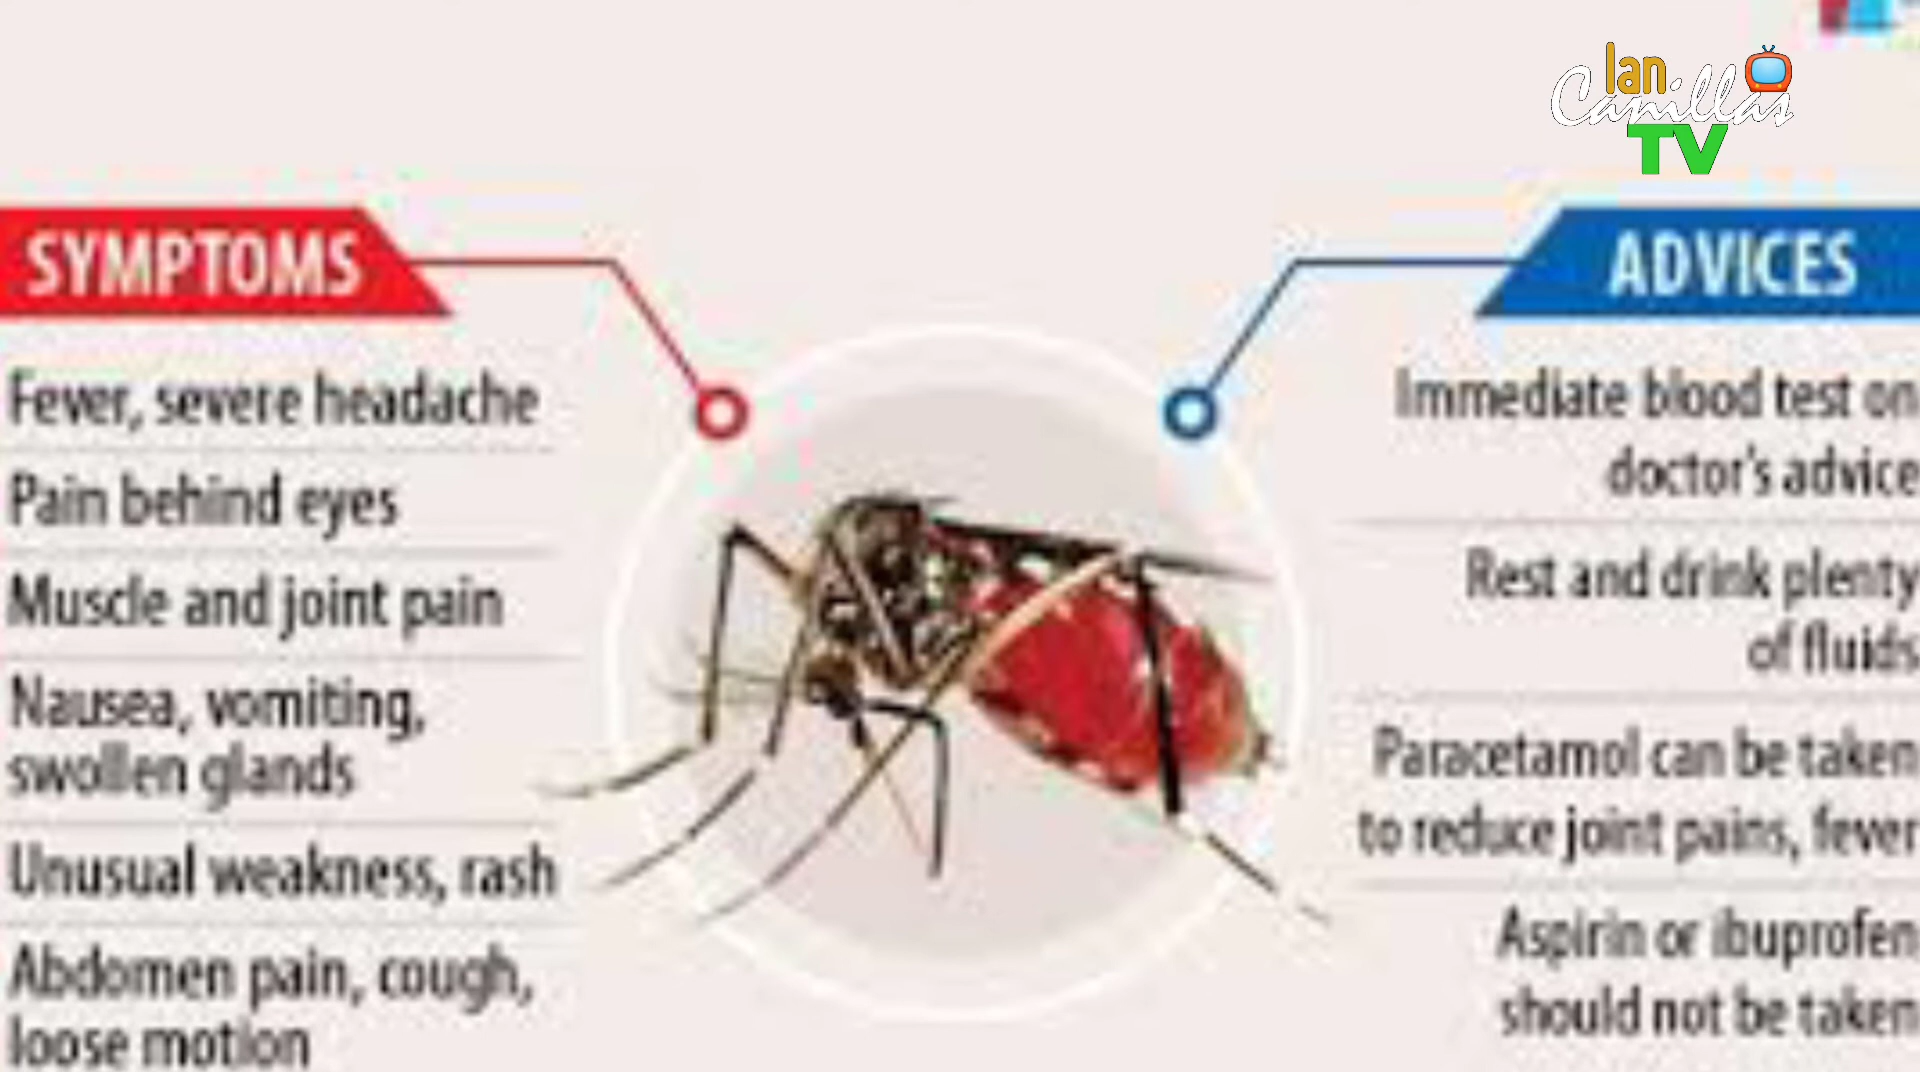 Ian
Canillas
TV
SYMPTOMS
Fever, severe headache
Pain behind eyes
Muscle and joint pain
Nausea, vomiting,
swollen glands
Unusual weakness, rash
Abdomen pain, cough,
loose motion
ADVICES
Immediate blood test on
doctor's advice
Rest and drink plenty
of fluids
Paracetamol can be taken
to reduce joint pains, fever
Aspirin or ibuprofen
should not be taken